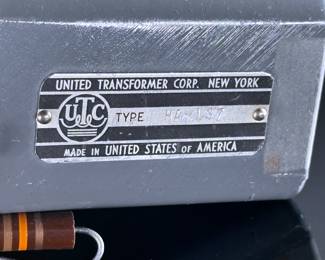 UNITED TRANSFORMER CORP. NEW YORK
UTC
TYPE
MADE IN UNITED STATES OF AMERICA